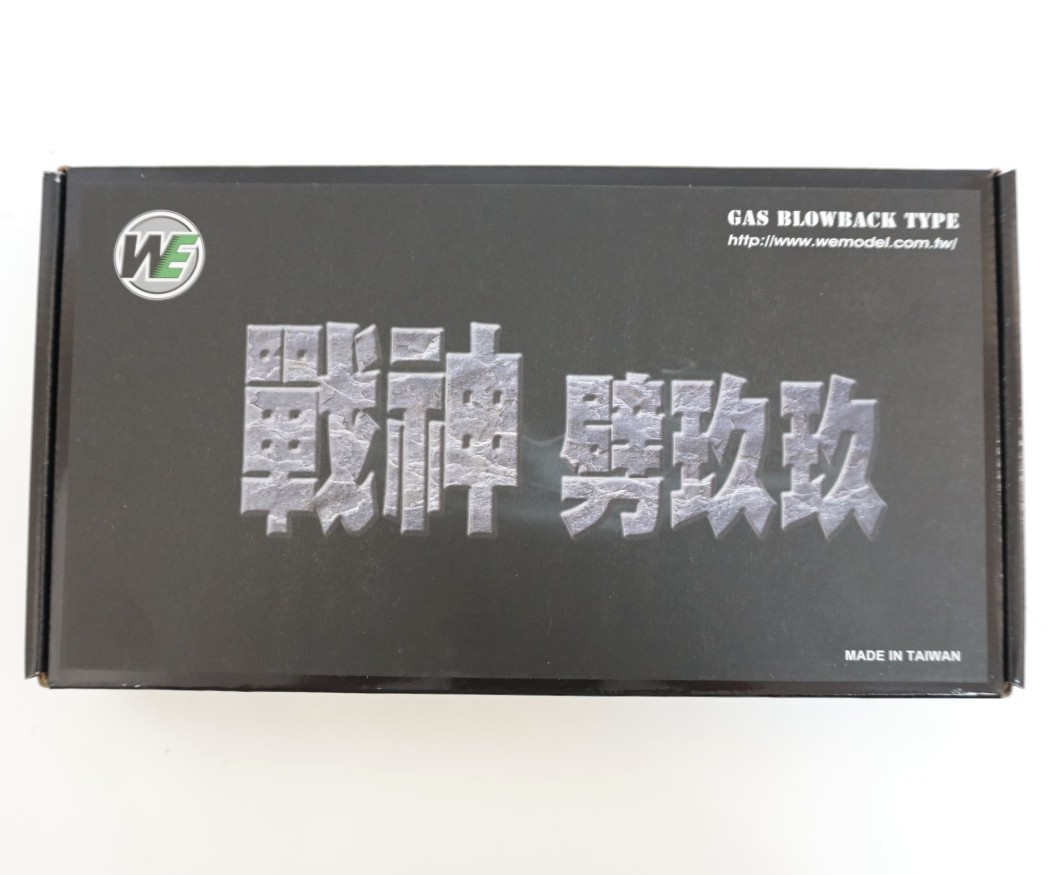 WE
GAS BLOWBACK TYPE
http://www.wemodel.com.tw/
戰神 劈玖玖
MADE IN TAIWAN